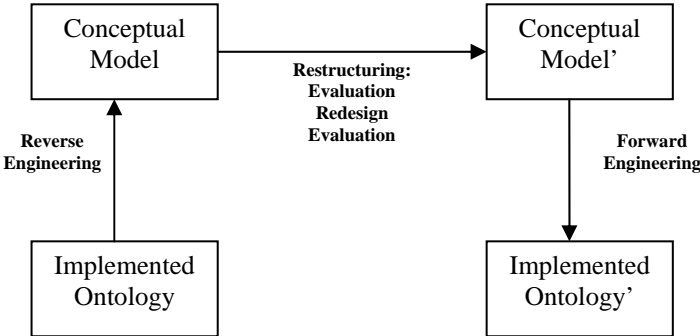 Conceptual
Model
Restructuring:
Evaluation
Redesign
Evaluation
Conceptual
Model’
Reverse
Engineering
Forward
Engineering
Implemented
Ontology
Implemented
Ontology’